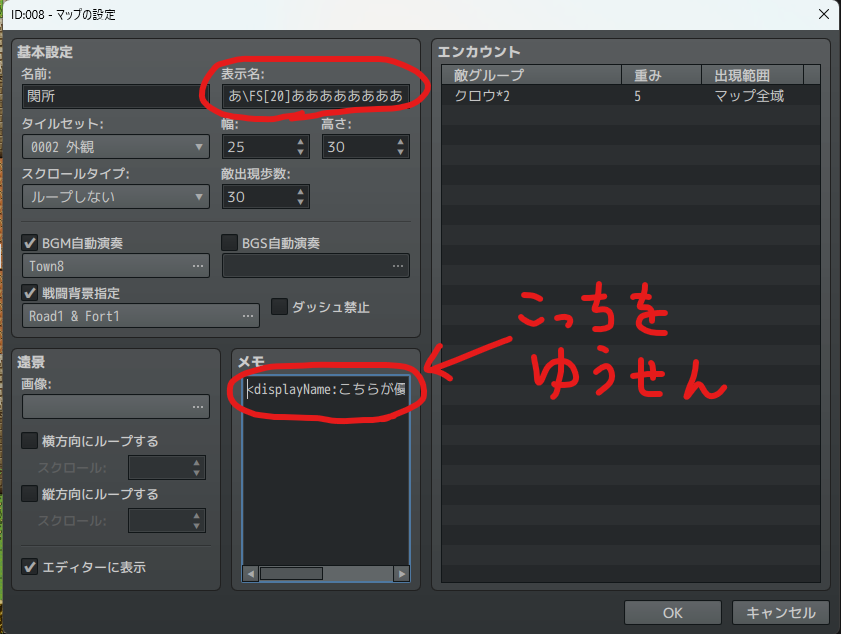 ID:008 - マップの設定
基本設定
名前:
表示名:
関所
あ\FS[20]ああああああああ
タイルセット:
幅:
高さ:
0002 外観
25
30
スクロールタイプ:
敵出現歩数:
ループしない
30
BGM自動演奏
BGS自動演奏
Town8
...
...
戦闘背景指定
ダッシュ禁止
Road1 & Fort1
...
遠景
画像:
...
横方向にループする
スクロール:
縦方向にループする
スクロール:
エディターに表示
メモ
<displayName:こちらが優
エンカウント
敵グループ
重み
出現範囲
クロウ*2
5
マップ全域
こっちを
ゆうせん
OK
キャンセル